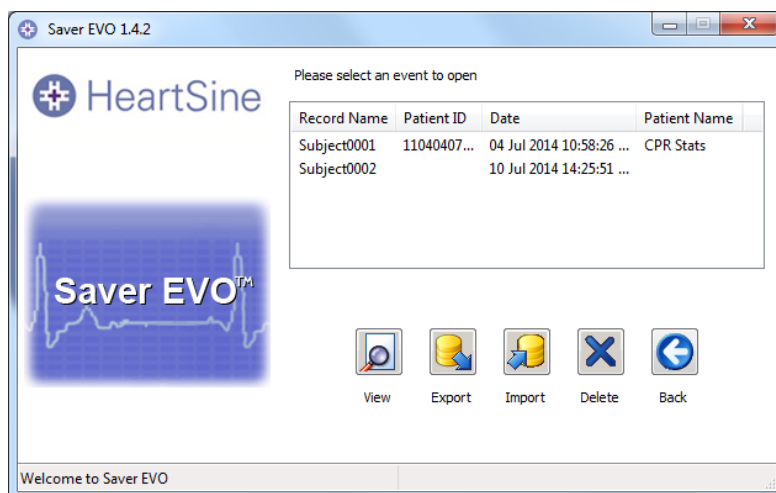 Saver EVO 1.4.2
HeartSine
Please select an event to open
Record Name Patient ID Date Patient Name
Subject0001 11040407... 04 Jul 2014 10:58:26 ... CPR Stats
Subject0002 10 Jul 2014 14:25:51 ...
Saver EVO™
View Export Import Delete Back
Welcome to Saver EVO